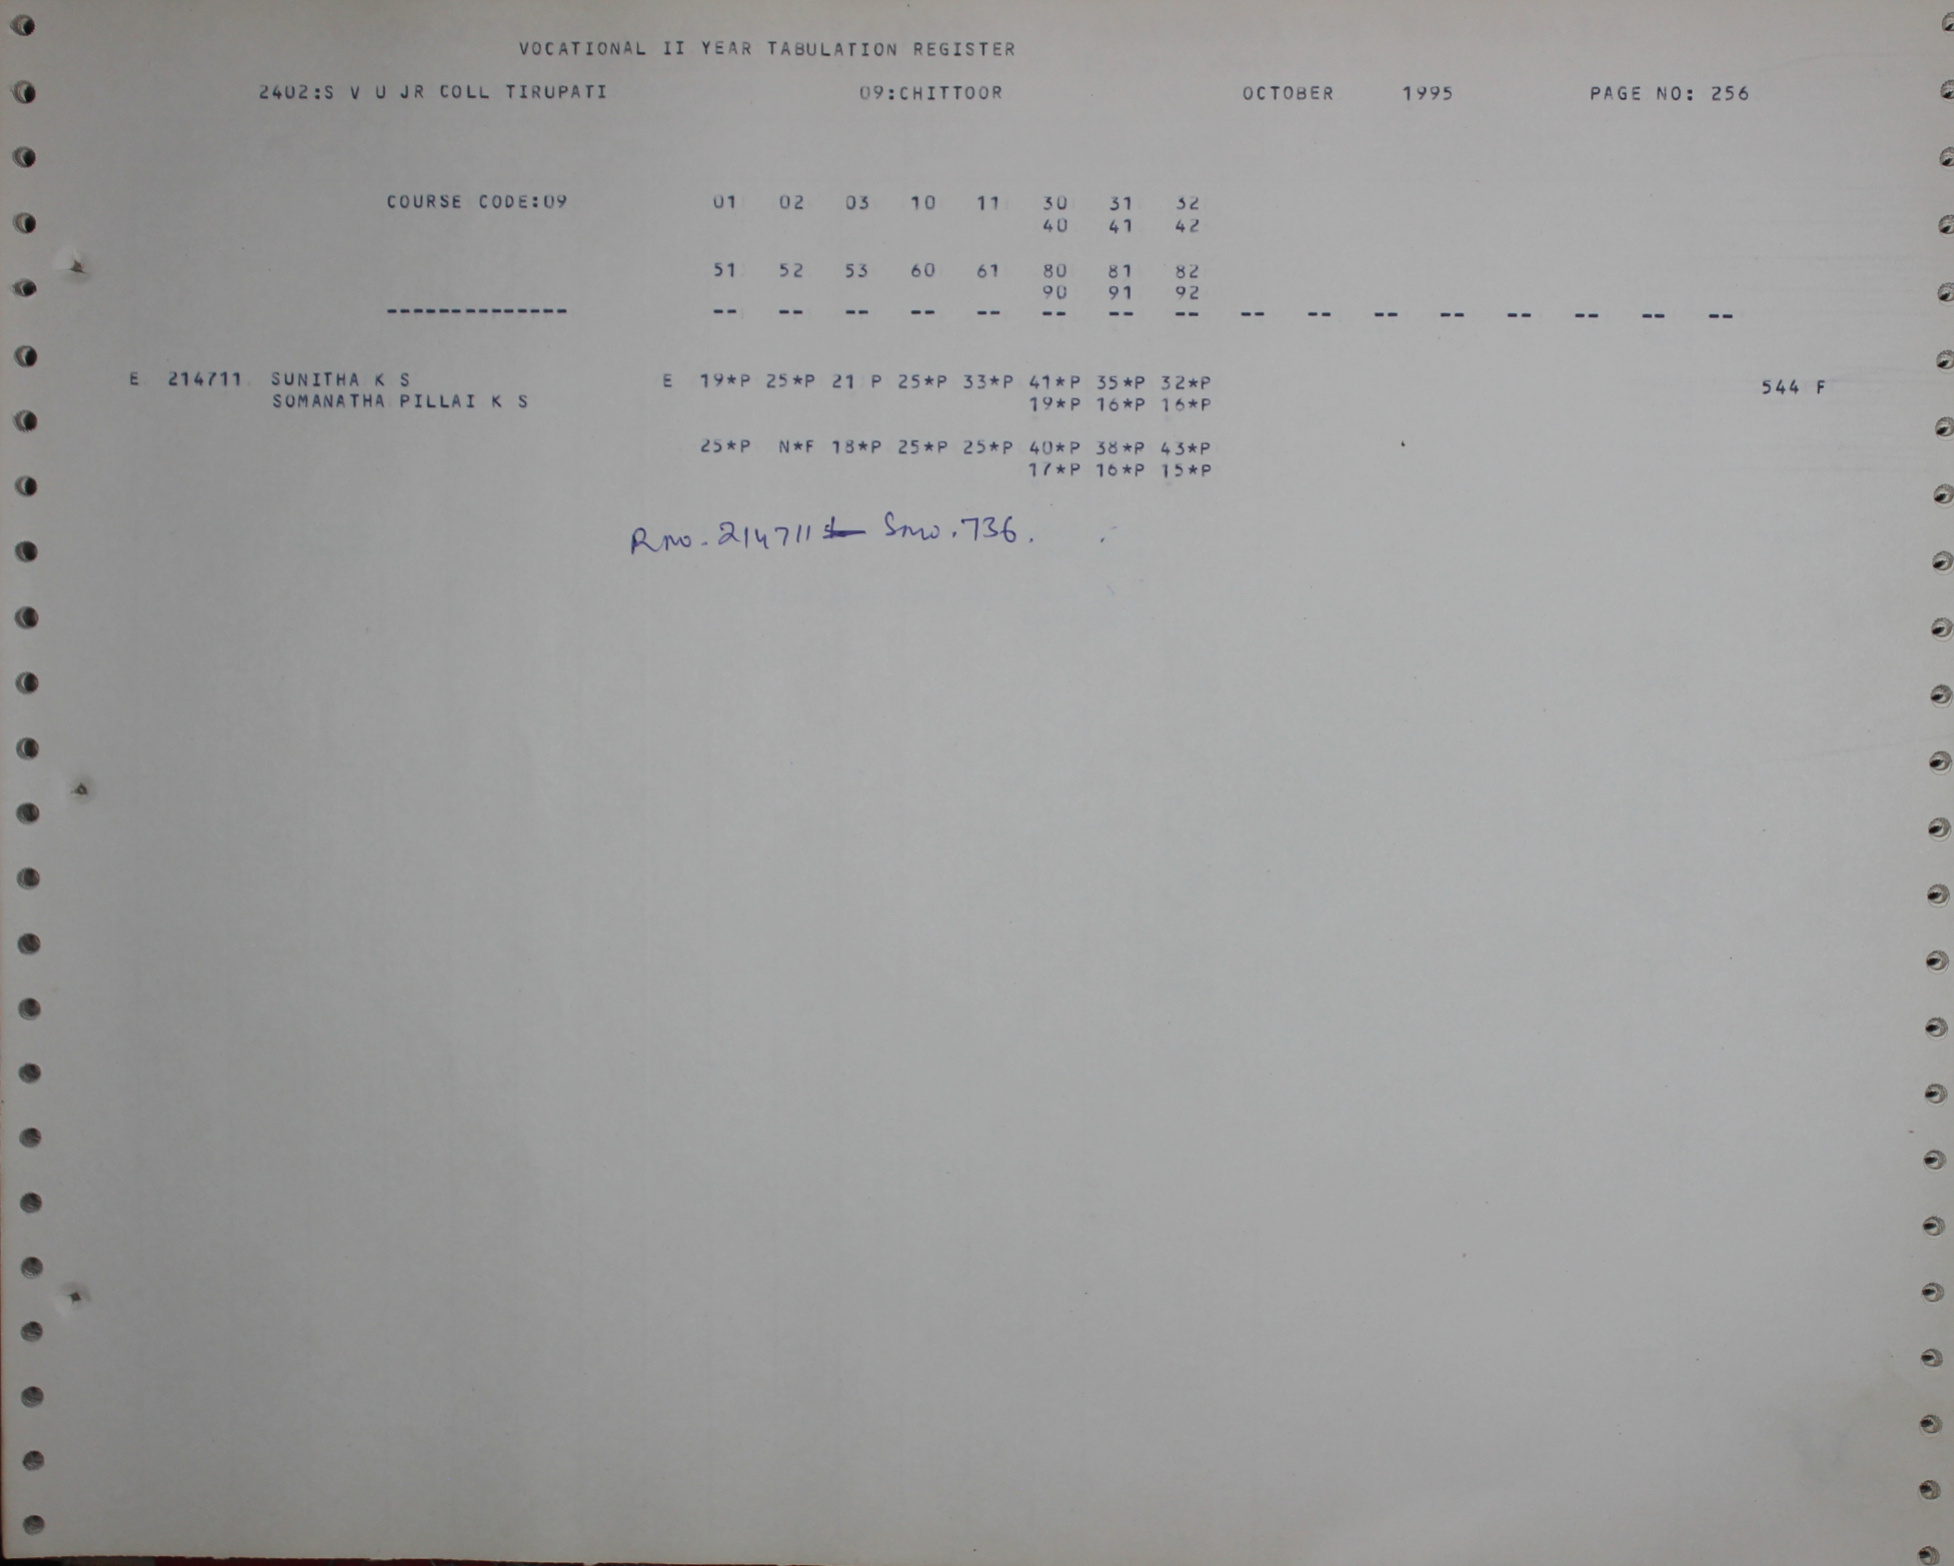 VOCATIONAL II YEAR TABULATION REGISTER
2402:S V U JR COLL TIRUPATI 09:CHITTOOR OCTOBER 1995 PAGE NO: 256
COURSE CODE:09 01 02 03 10 11 30 31 32
40 41 42
51 52 53 60 61 80 81 82
90 91 92
-------------- -- -- -- -- -- -- -- -- -- -- -- -- -- -- -- --
E 214711 SUNITHA K S E 19*P 25*P 21 P 25*P 33*P 41*P 35*P 32*P 544 F
SOMANATHA PILLAI K S 19*P 16*P 16*P
25*P N*F 18*P 25*P 25*P 40*P 38*P 43*P
17*P 16*P 15*P
R no. 214711 Sno. 736.